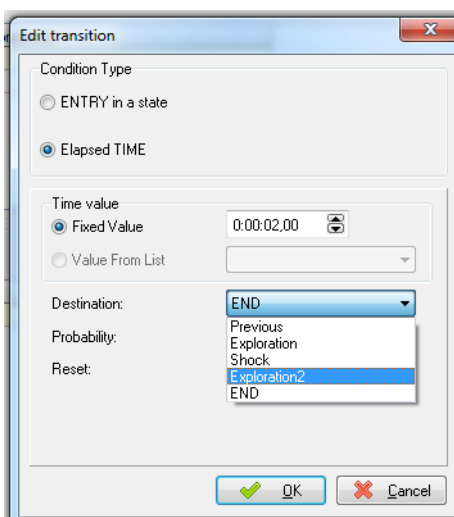 Edit transition
Condition Type
ENTRY in a state
Elapsed TIME
Time value
Fixed Value
0:00:02,00
Value From List
Destination:
END
Previous
Exploration
Shock
Exploration2
END
Probability:
Reset:
OK
Cancel